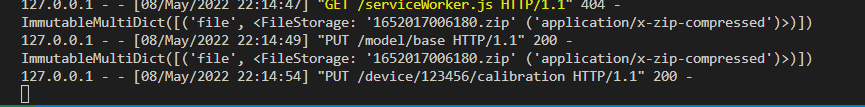 127.0.0.1 - - [08/May/2022 22:14:47] "GET /serviceWorker.js HTTP/1.1" 404 -
ImmutableMultiDict([('file', <FileStorage: '1652017006180.zip' ('application/x-zip-compressed')>)])
127.0.0.1 - - [08/May/2022 22:14:49] "PUT /model/base HTTP/1.1" 200 -
ImmutableMultiDict([('file', <FileStorage: '1652017006180.zip' ('application/x-zip-compressed')>)])
127.0.0.1 - - [08/May/2022 22:14:54] "PUT /device/123456/calibration HTTP/1.1" 200 -